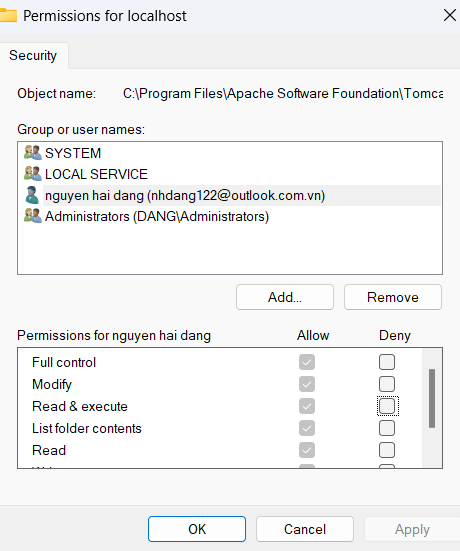 Permissions for localhost
Security
Object name: C:\Program Files\Apache Software Foundation\Tomca
Group or user names:
SYSTEM
LOCAL SERVICE
nguyen hai dang (nhdang122@outlook.com.vn)
Administrators (DANG\Administrators)
Add... Remove
Permissions for nguyen hai dang Allow Deny
Full control
Modify
Read & execute
List folder contents
Read
OK Cancel Apply